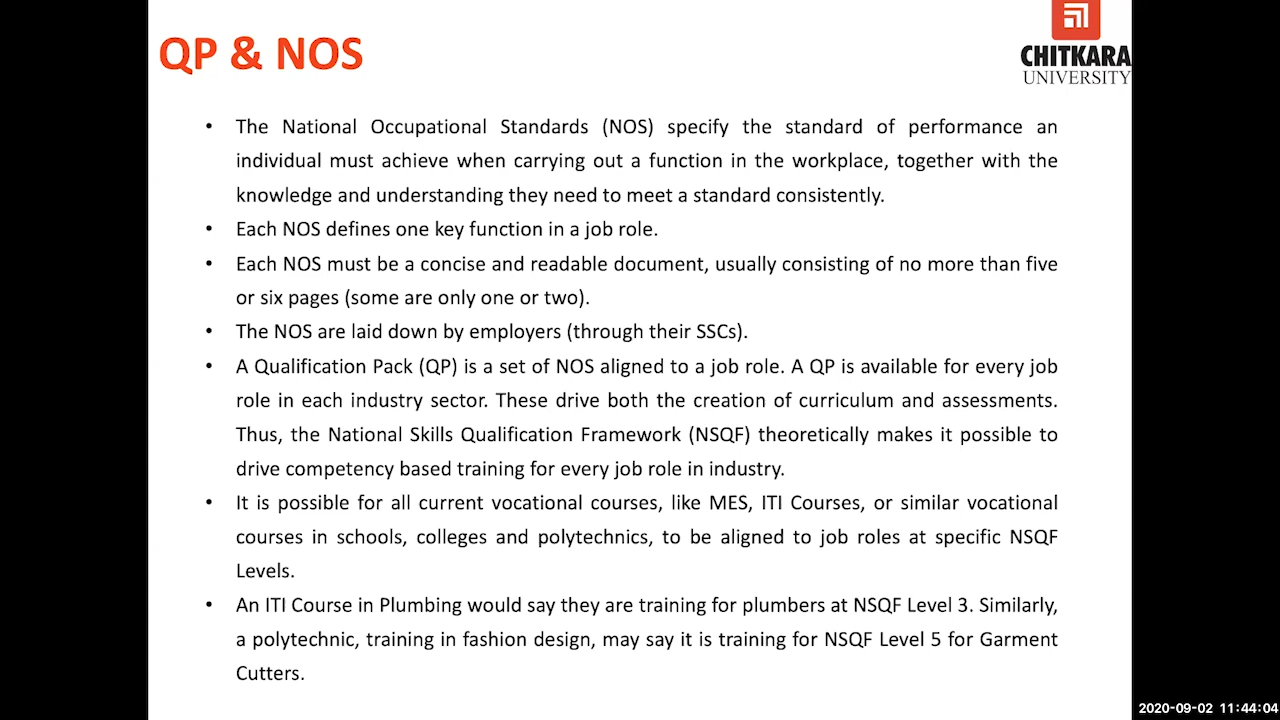 QP & NOS
CHITKARA
UNIVERSITY
• The National Occupational Standards (NOS) specify the standard of performance an
individual must achieve when carrying out a function in the workplace, together with the
knowledge and understanding they need to meet a standard consistently.
• Each NOS defines one key function in a job role.
• Each NOS must be a concise and readable document, usually consisting of no more than five
or six pages (some are only one or two).
• The NOS are laid down by employers (through their SSCs).
• A Qualification Pack (QP) is a set of NOS aligned to a job role. A QP is available for every job
role in each industry sector. These drive both the creation of curriculum and assessments.
Thus, the National Skills Qualification Framework (NSQF) theoretically makes it possible to
drive competency based training for every job role in industry.
• It is possible for all current vocational courses, like MES, ITI Courses, or similar vocational
courses in schools, colleges and polytechnics, to be aligned to job roles at specific NSQF
Levels.
• An ITI Course in Plumbing would say they are training for plumbers at NSQF Level 3. Similarly,
a polytechnic, training in fashion design, may say it is training for NSQF Level 5 for Garment
Cutters.
2020-09-02 11:44:04